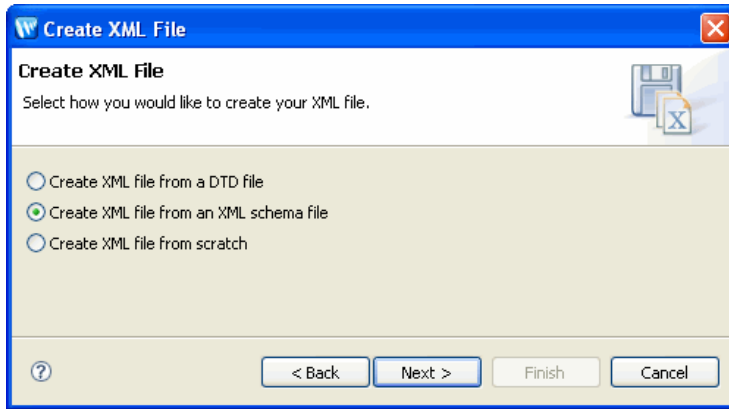 Create XML File
Create XML File
Select how you would like to create your XML file.
X
Create XML file from a DTD file
Create XML file from an XML schema file
Create XML file from scratch
?
< Back
Next >
Finish
Cancel